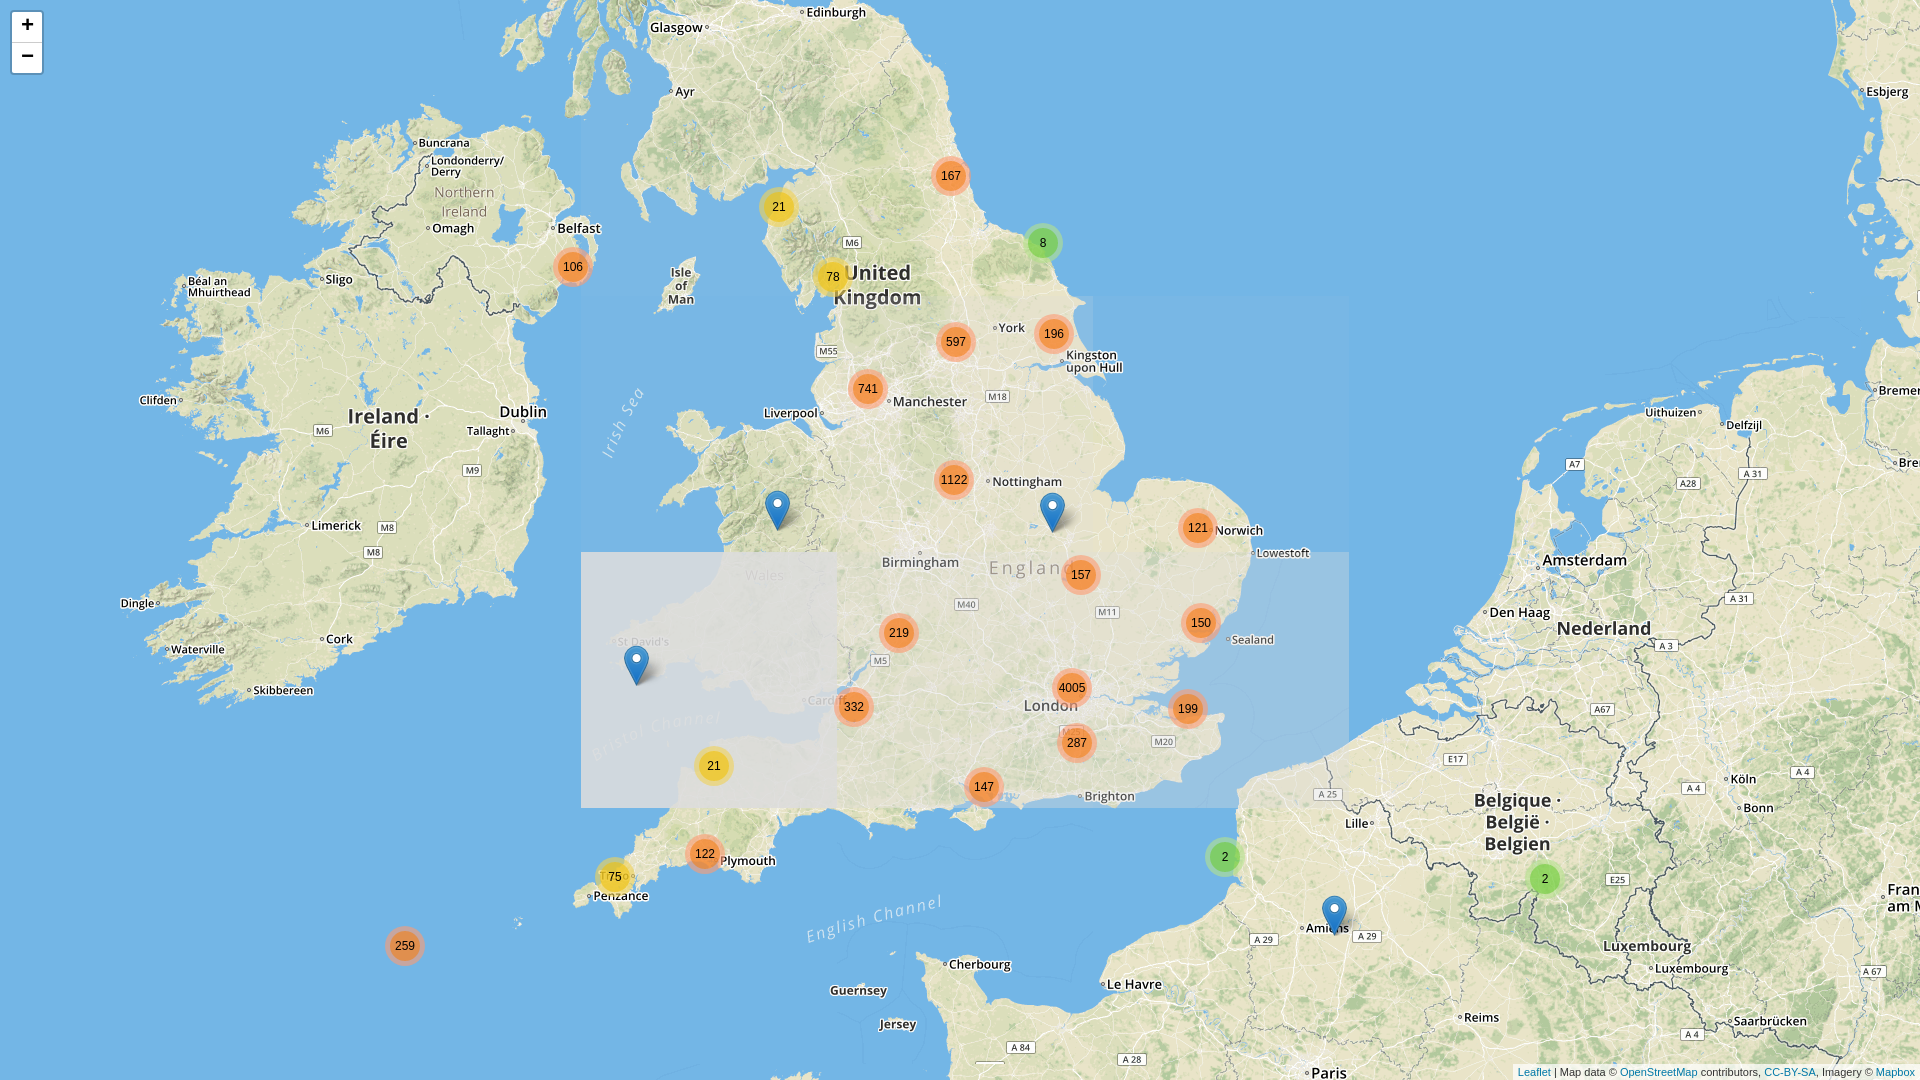 +
−
Glasgow
Edinburgh
Ayr
Esbjerg
Buncrana
Londonderry/
Derry
Northern
Ireland
Omagh
Belfast
167
21
8
106
M6
78
United
Kingdom
Isle
of
Man
Béal an
Mhuirthead
Sligo
597
York
196
Kingston
upon Hull
M55
741
Manchester
M18
Liverpool
Clifden
Ireland ·
Éire
Dublin
Tallaght
M6
M9
Irish Sea
Uithuizen
Delfzijl
Bremer
Bre
A7
A 31
A28
1122
Nottingham
121
Norwich
Lowestoft
Limerick
M8
M8
Birmingham
England
157
Wales
Amsterdam
Dingle
M40
M11
150
Sealand
Den Haag
Nederland
A 31
A 3
Cork
Waterville
Skibbereen
St David's
219
M5
4005
London
199
Cardiff
332
M20
287
Bristol Channel
21
147
Brighton
A67
E17
A 4
Köln
A 4
Bonn
A 25
Lille
Belgique ·
België ·
Belgien
122
Plymouth
75
Penzance
2
2
E25
Fran
am M
259
English Channel
Amiens
A 29
A 29
Luxembourg
Luxembourg
A 67
Cherbourg
Guernsey
Le Havre
Jersey
Reims
Saarbrücken
A 84
A 28
A 4
Paris
Leaflet | Map data © OpenStreetMap contributors, CC-BY-SA, Imagery © Mapbox